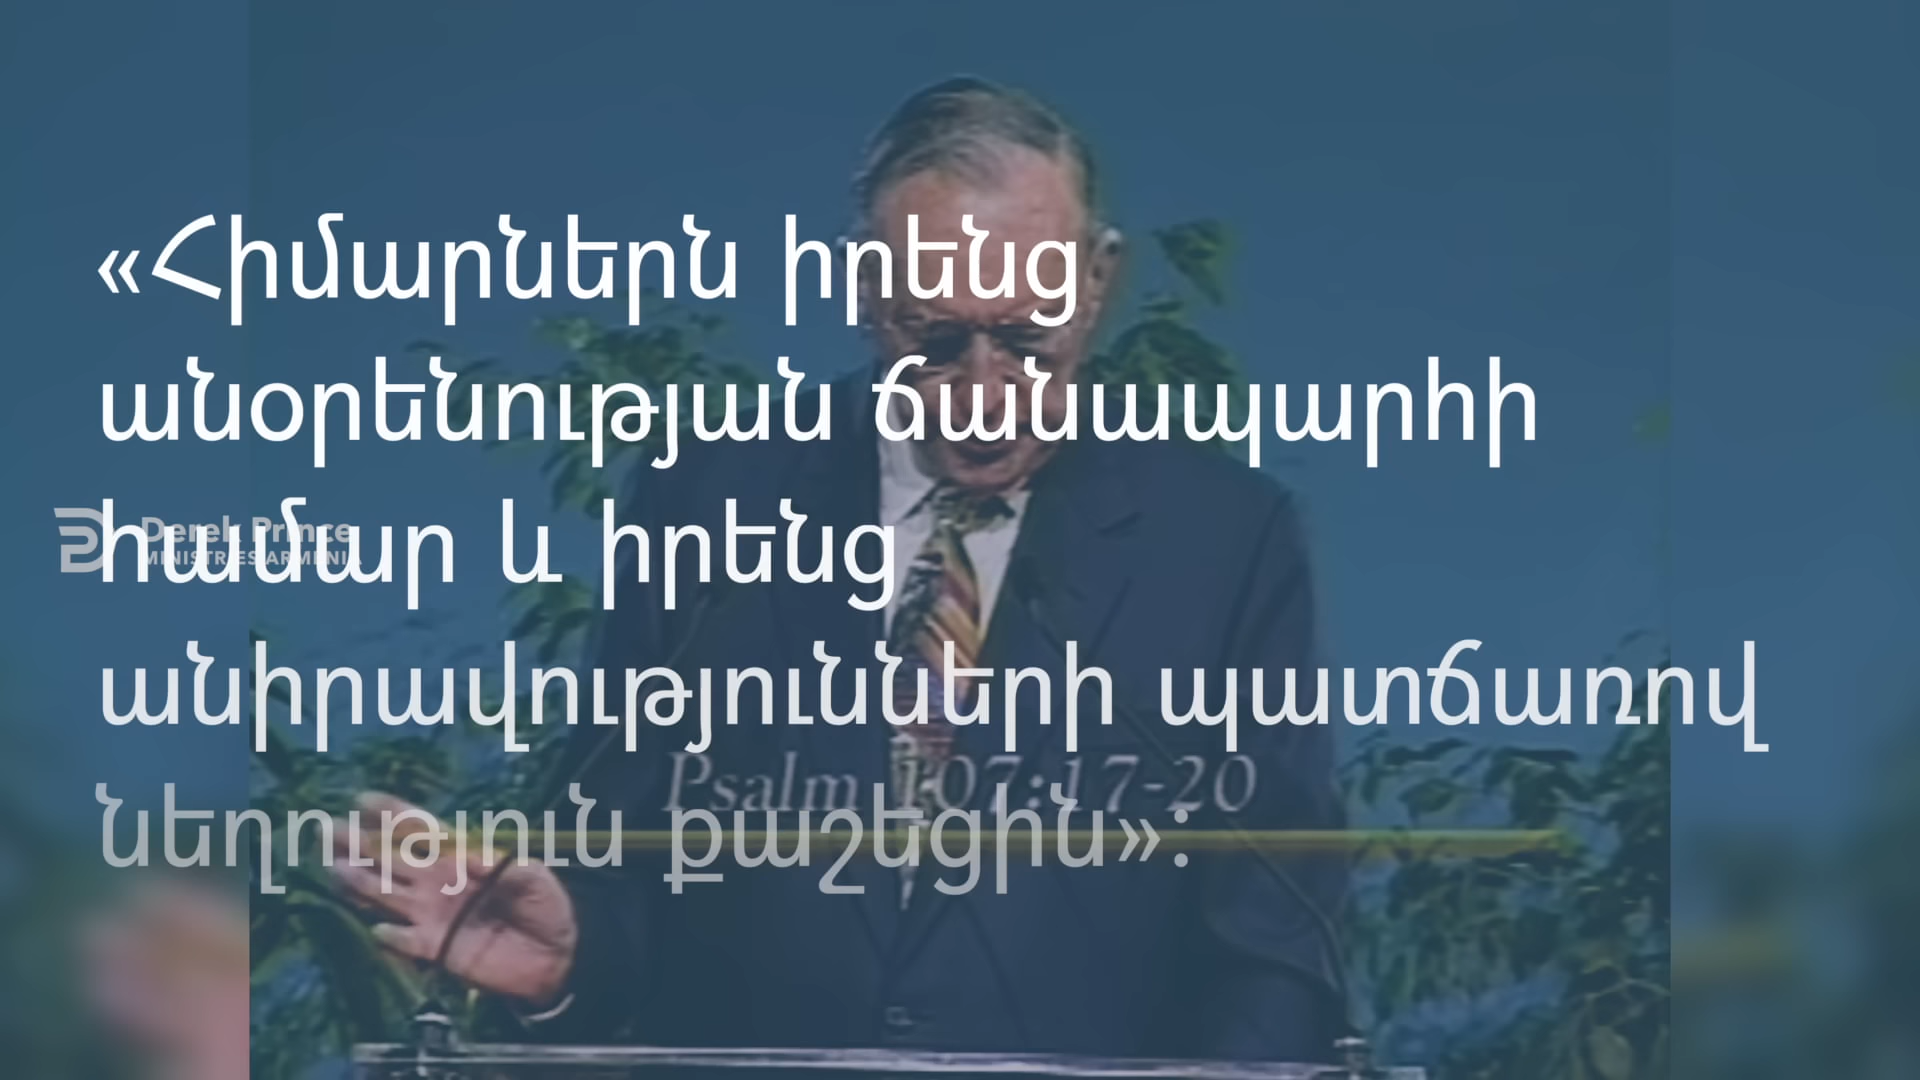 «Հիմարներն իրենց
անօրենության ճանապարհի
համար և իրենց
անիրավությունների պատճառով
նեղություն քաշեցին»:
Derek Prince
MINISTRIES ARMENIA
Psalm 107:17-20